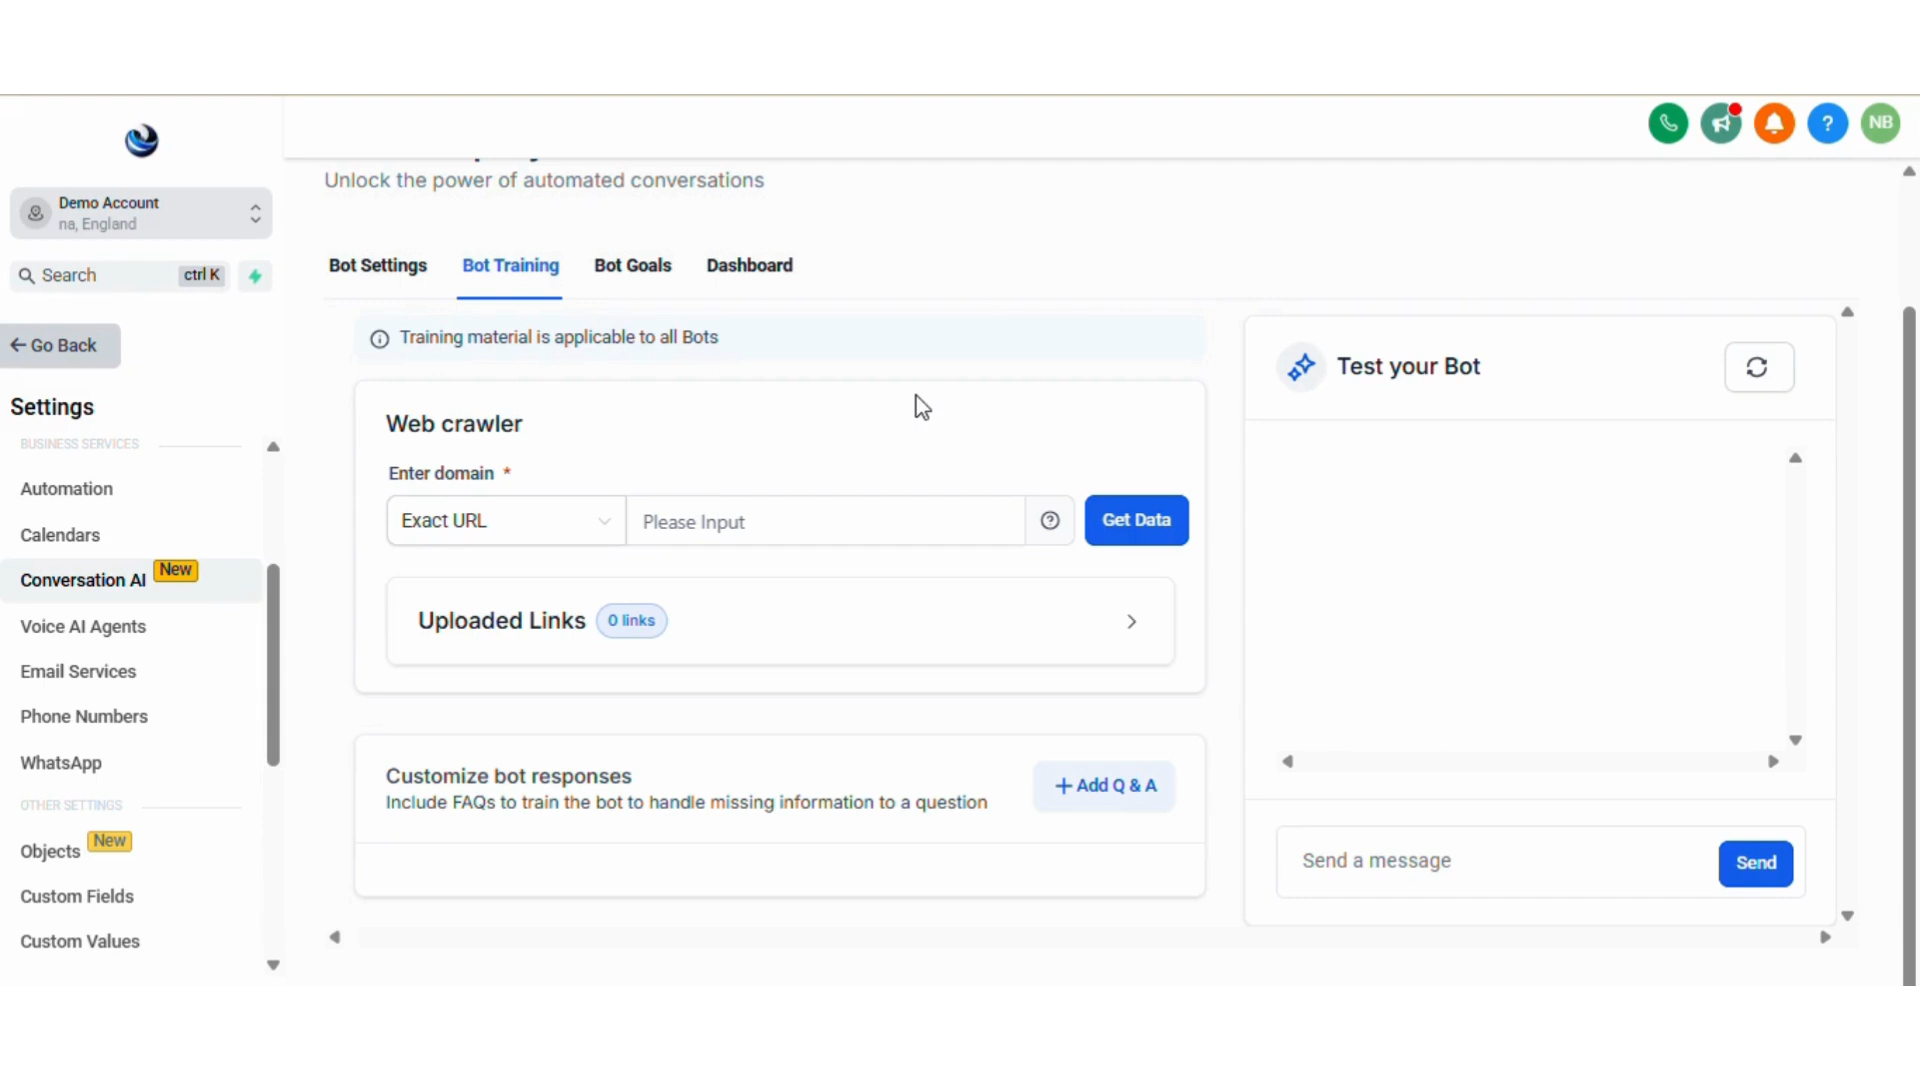 NB
Demo Account
na, England
Search
ctrl K
Go Back
Settings
BUSINESS SERVICES
Automation
Calendars
Conversation AI
New
Voice AI Agents
Email Services
Phone Numbers
WhatsApp
OTHER SETTINGS
Objects
New
Custom Fields
Custom Values
Unlock the power of automated conversations
Bot Settings
Bot Training
Bot Goals
Dashboard
Training material is applicable to all Bots
Web crawler
Enter domain *
Exact URL
Please Input
Get Data
Uploaded Links
0 links
Customize bot responses
Include FAQs to train the bot to handle missing information to a question
+ Add Q & A
Test your Bot
Send a message
Send